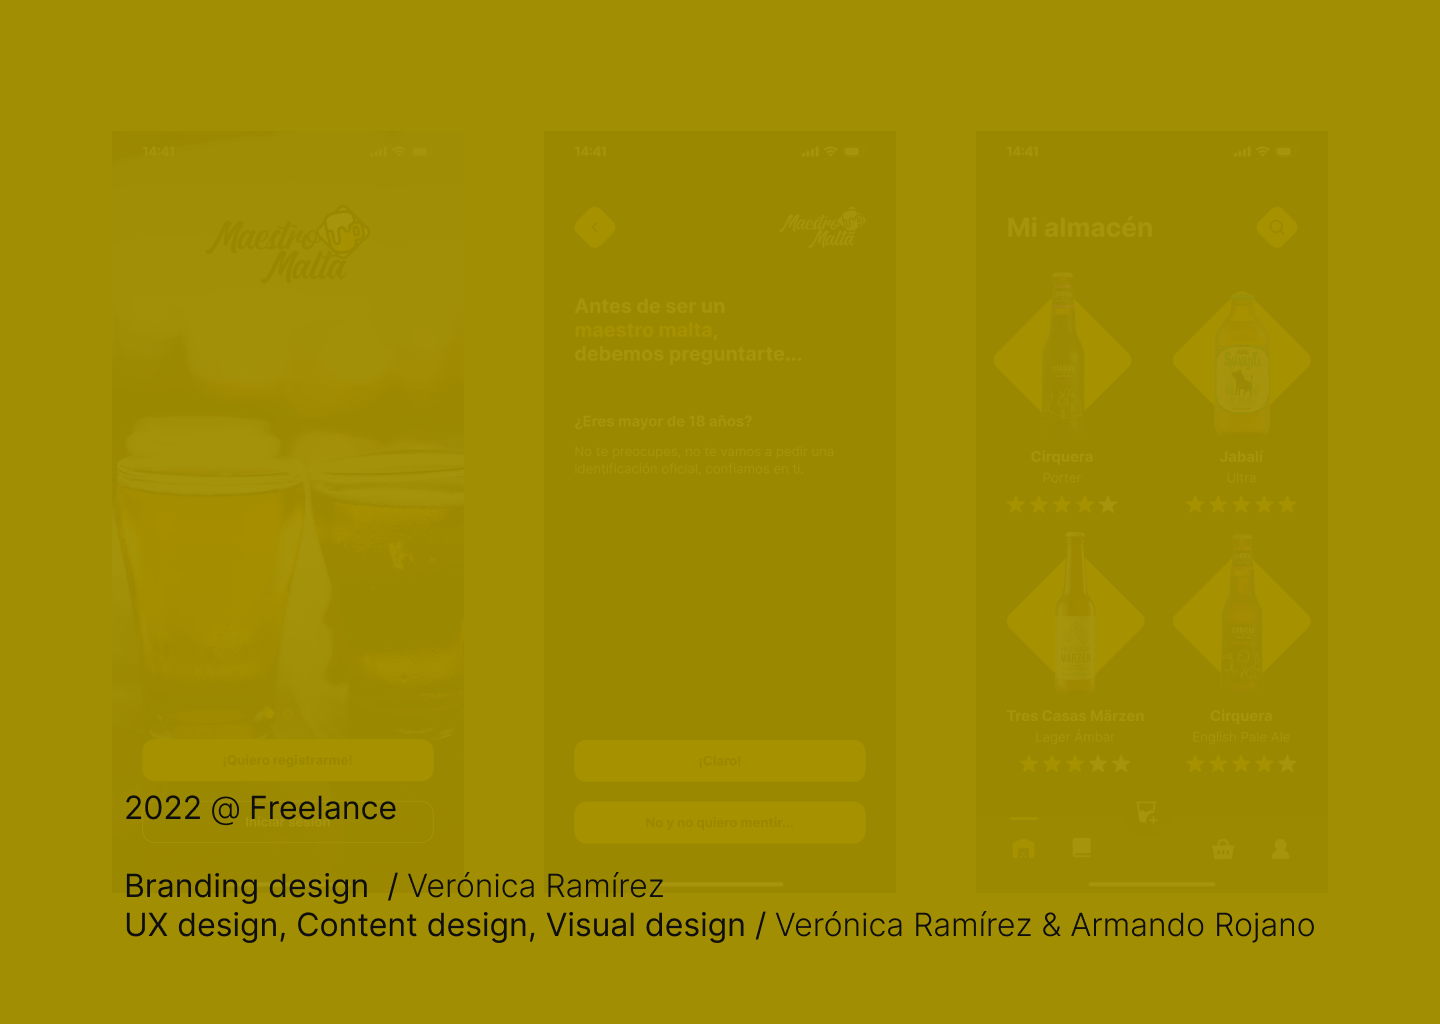 14:41
Maestro
Malta
¡Quiero registrarme!
Iniciar sesión
14:41
Maestro
Malta
Antes de ser un
maestro malta,
debemos preguntarte...
¿Eres mayor de 18 años?
No te preocupes, no te vamos a pedir una
identificación oficial, confiamos en ti.
¡Claro!
No y no quiero mentir...
14:41
Mi almacén
Cirquera
Porter
Jabalí
Ultra
Tres Casas Märzen
Lager Ámbar
Cirquera
English Pale Ale
2022 @ Freelance
Branding design / Verónica Ramírez
UX design, Content design, Visual design / Verónica Ramírez & Armando Rojano